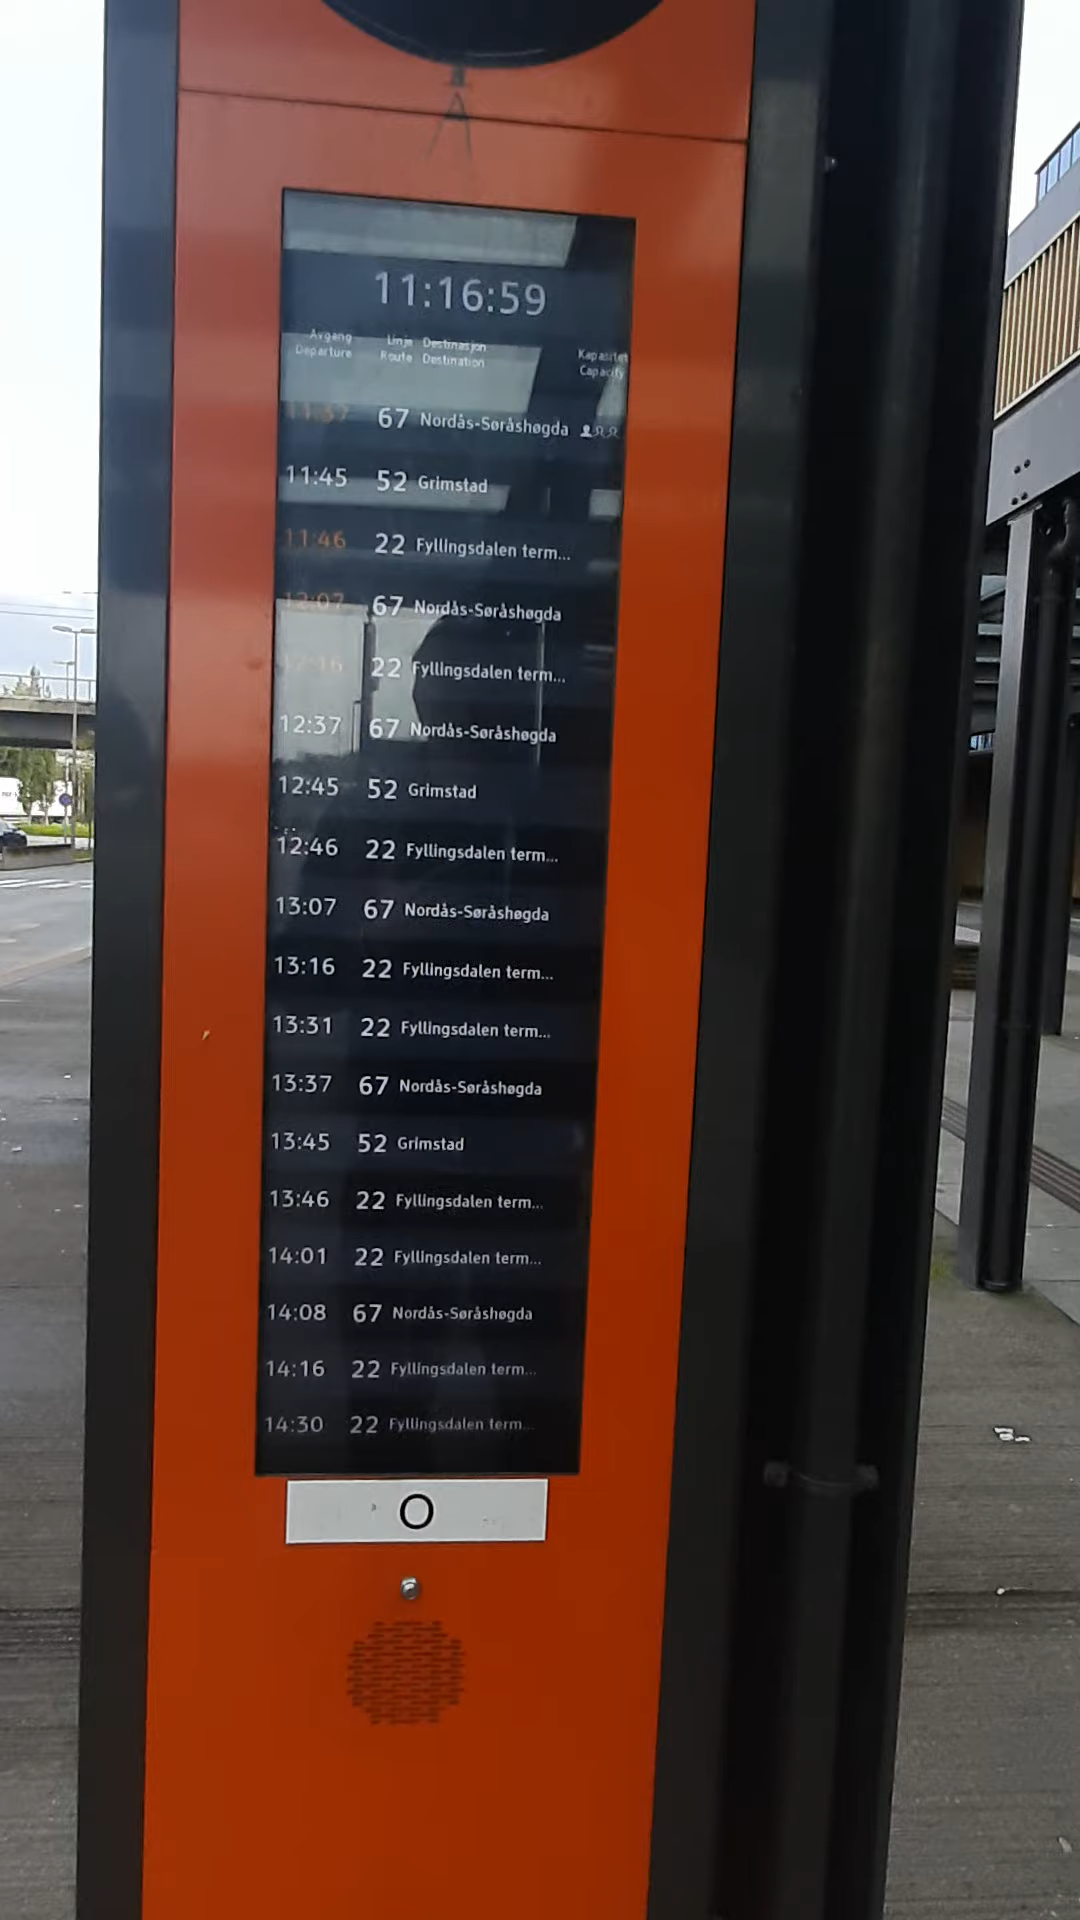 11:16:59
Avgang Linje Destinasjon Kapasitet
Departure Route Destination Capacity
11:37 67 Nordås-Søråshøgda
11:45 52 Grimstad
11:46 22 Fyllingsdalen term...
12:07 67 Nordås-Søråshøgda
12:16 22 Fyllingsdalen term...
12:37 67 Nordås-Søråshøgda
12:45 52 Grimstad
12:46 22 Fyllingsdalen term...
13:07 67 Nordås-Søråshøgda
13:16 22 Fyllingsdalen term...
13:31 22 Fyllingsdalen term...
13:37 67 Nordås-Søråshøgda
13:45 52 Grimstad
13:46 22 Fyllingsdalen term...
14:01 22 Fyllingsdalen term...
14:08 67 Nordås-Søråshøgda
14:16 22 Fyllingsdalen term...
14:30 22 Fyllingsdalen term...
O